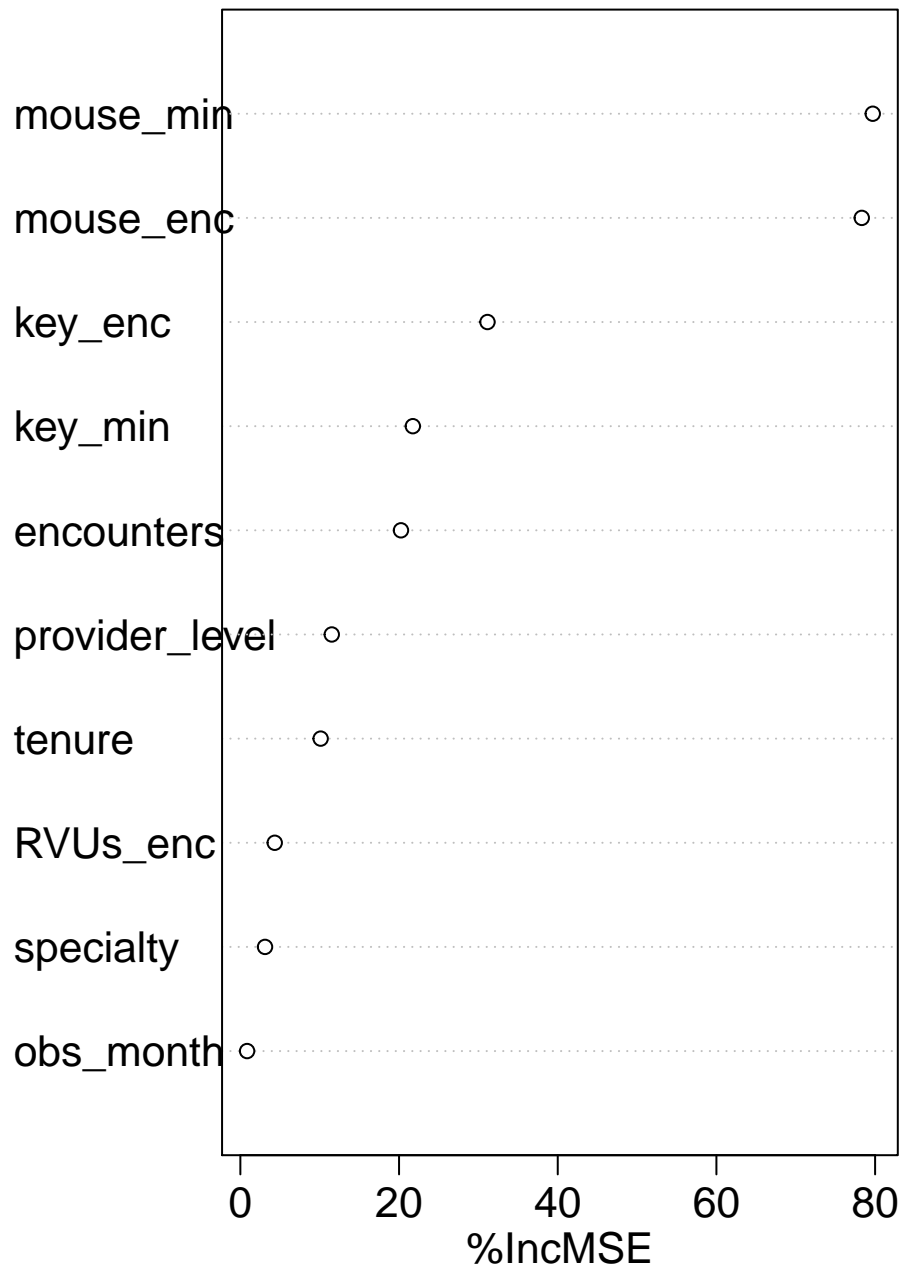 mouse_min
mouse_enc
key_enc
key_min
encounters
provider_level
tenure
RVUs_enc
specialty
obs_month
0 20 40 60 80
%IncMSE